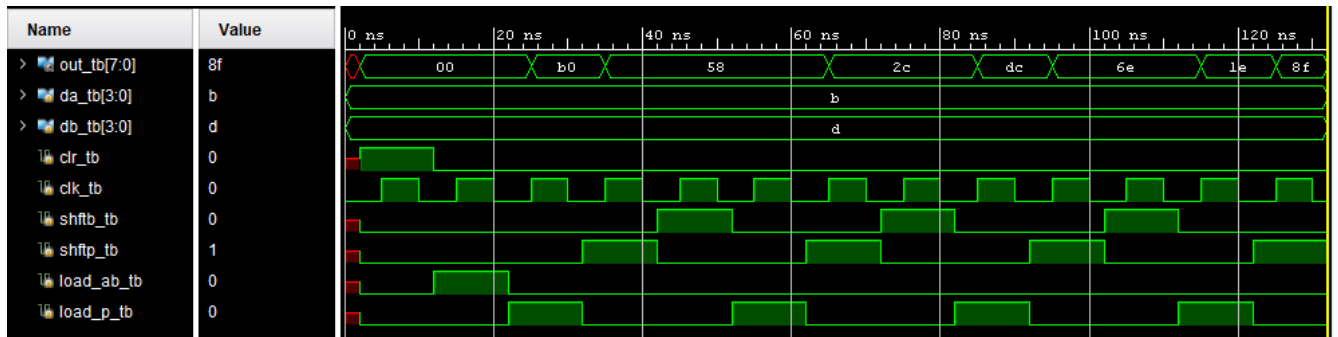 Name Value
0 ns 20 ns 40 ns 60 ns 80 ns 100 ns 120 ns
> out_tb[7:0] 8f 00 b0 58 2c dc 6e 1e 8f
> da_tb[3:0] b b
> db_tb[3:0] d d
clr_tb 0
clk_tb 0
shftb_tb 0
shftp_tb 1
load_ab_tb 0
load_p_tb 0